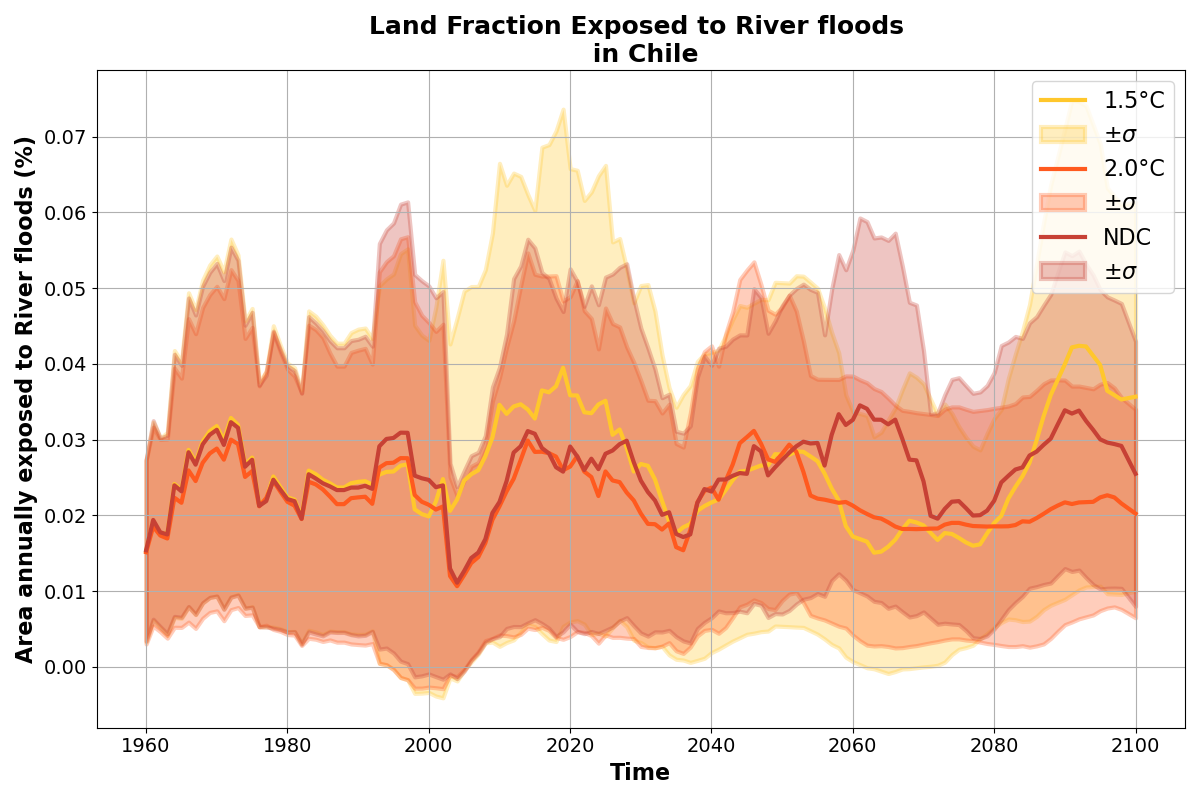 Land Fraction Exposed to River floods
in Chile
Area annually exposed to River floods (%)
0.07
0.06
0.05
0.04
0.03
0.02
0.01
0.00
1960
1980
2000
2020
2040
2060
2080
2100
Time
1.5°C
±σ
2.0°C
±σ
NDC
±σ